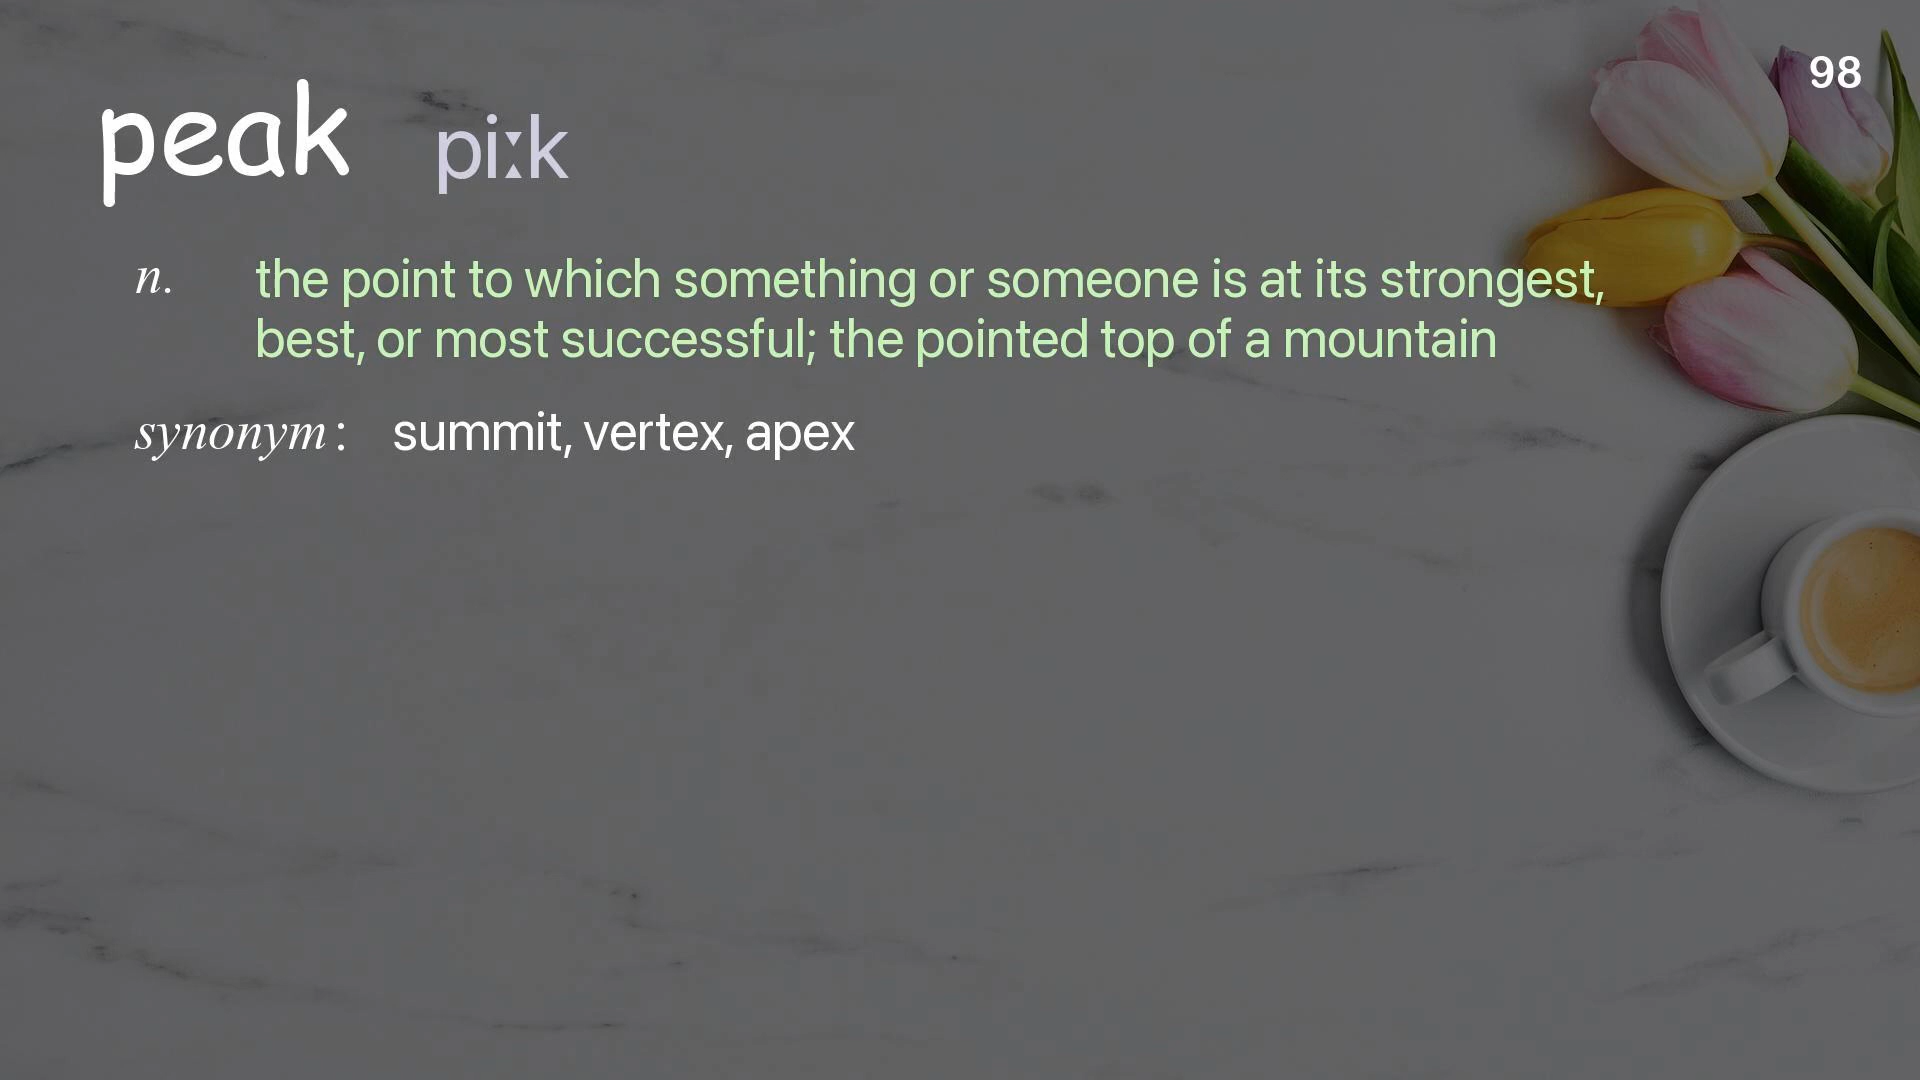 98
peak piːk
n. the point to which something or someone is at its strongest,
best, or most successful; the pointed top of a mountain
synonym : summit, vertex, apex